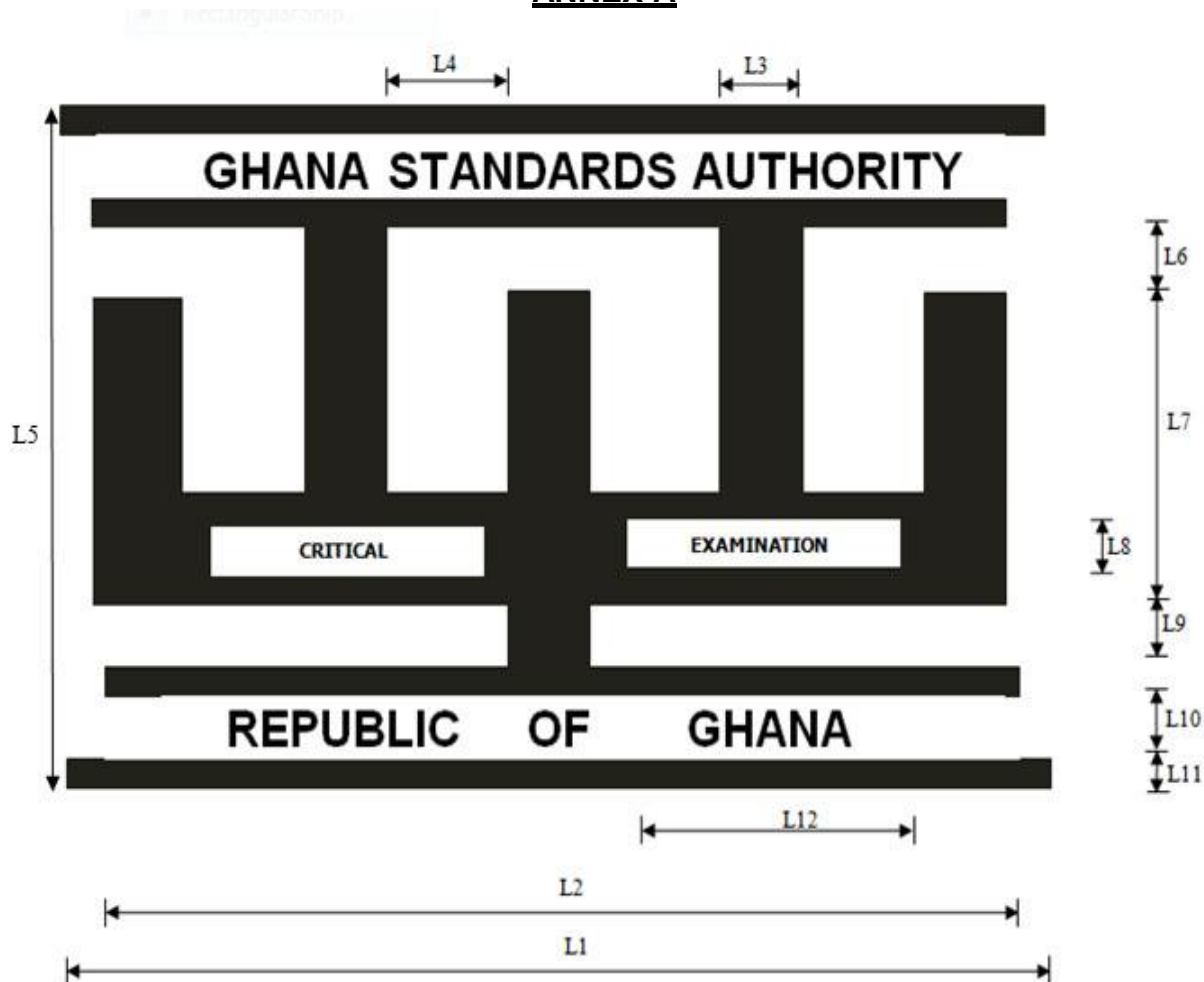 ANNEX A
L4 L3
GHANA STANDARDS AUTHORITY
L6
L5
L7
CRITICAL
EXAMINATION
L8
L9
REPUBLIC OF GHANA
L10
L11
L12
L2
L1